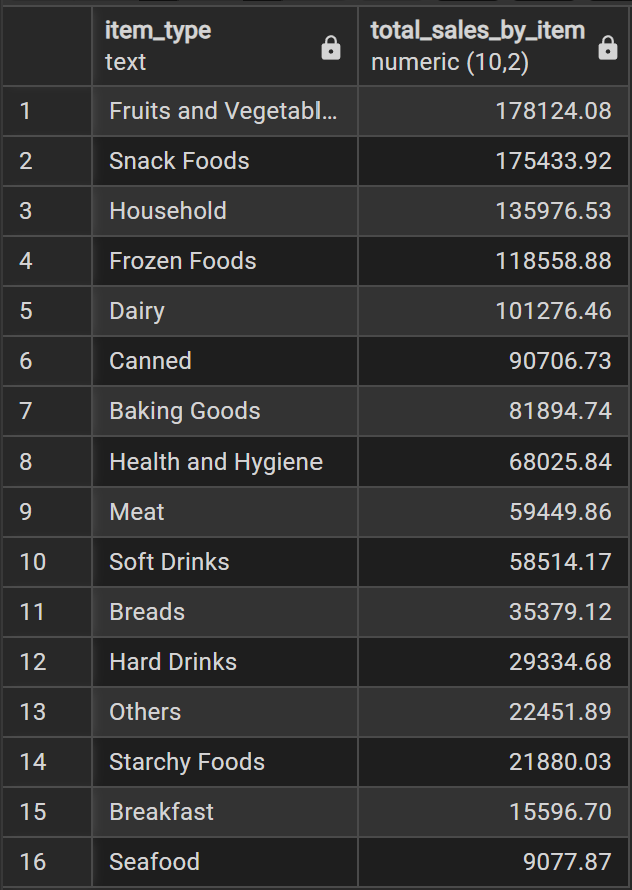 item_type total_sales_by_item
text numeric (10,2)
1 Fruits and Vegetabl… 178124.08
2 Snack Foods 175433.92
3 Household 135976.53
4 Frozen Foods 118558.88
5 Dairy 101276.46
6 Canned 90706.73
7 Baking Goods 81894.74
8 Health and Hygiene 68025.84
9 Meat 59449.86
10 Soft Drinks 58514.17
11 Breads 35379.12
12 Hard Drinks 29334.68
13 Others 22451.89
14 Starchy Foods 21880.03
15 Breakfast 15596.70
16 Seafood 9077.87